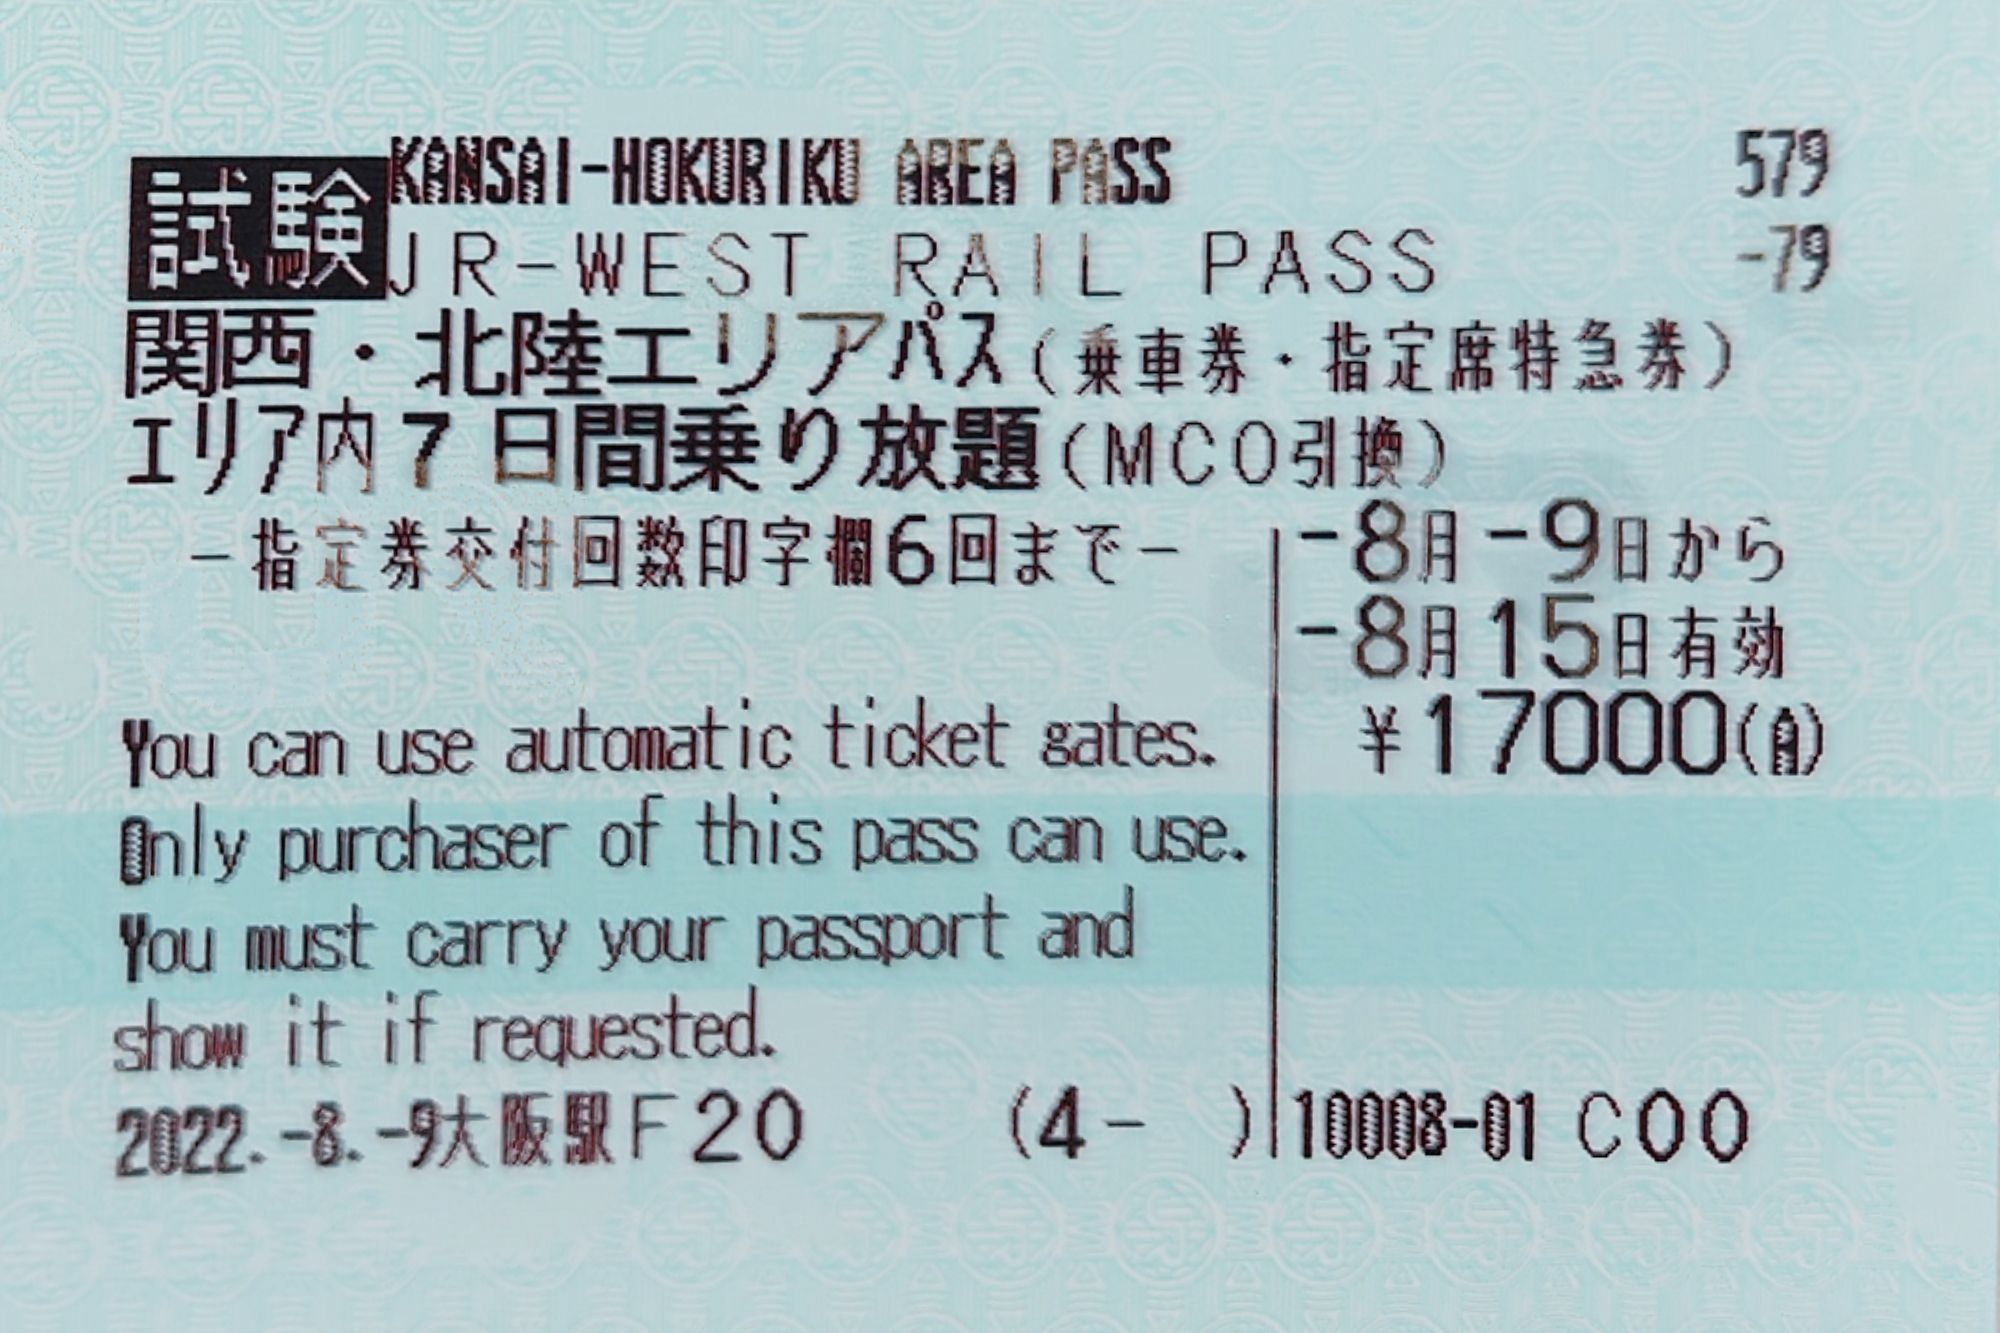 試験 KANSAI-HOKURIKU AREA PASS 579
JR-WEST RAIL PASS -79
関西・北陸エリアパス(乗車券・指定席特急券)
エリア内7日間乗り放題(MCO引換)
-指定券交付回数印字欄6回まで-
-8月-9日から
-8月15日有効
¥17000
You can use automatic ticket gates.
Only purchaser of this pass can use.
You must carry your passport and
show it if requested.
2022.-8.-9大阪駅F20 (4- ) 10008-01 C00